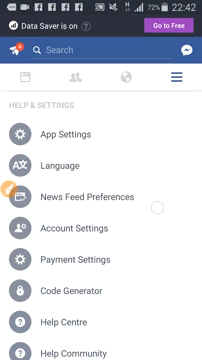 72% 22:42
Data Saver is on ?
Go to Free
Search
HELP & SETTINGS
App Settings
Language
News Feed Preferences
Account Settings
Payment Settings
Code Generator
Help Centre
Help Community